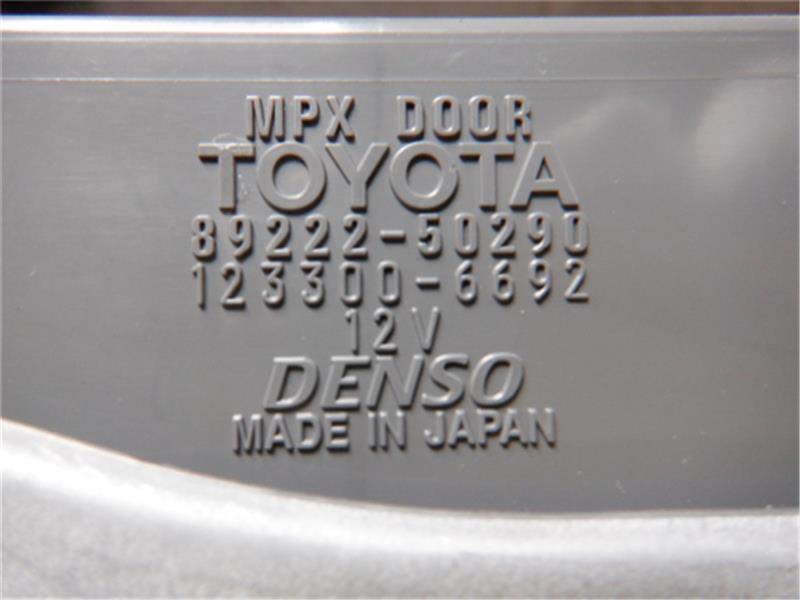 MPX DOOR
TOYOTA
89222-50290
123300-6692
12V
DENSO
MADE IN JAPAN